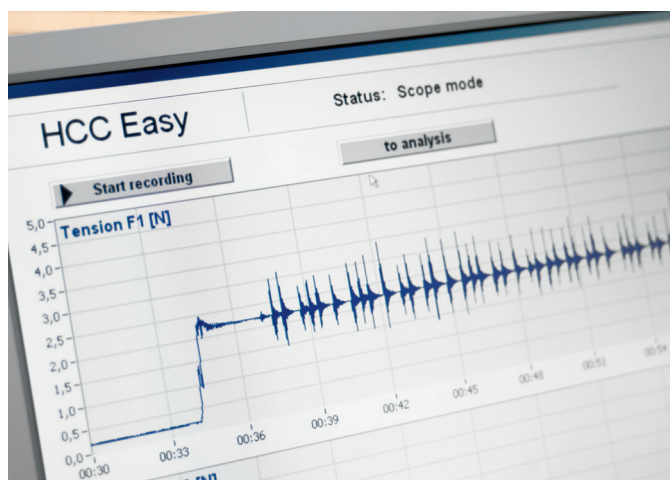 HCC Easy
Status: Scope mode
Start recording
to analysis
Tension F1 [N]
5,0
4,5
4,0
3,5
3,0
2,5
2,0
1,5
1,0
0,5
0,0
00:30 00:33 00:36 00:39 00:42 00:45 00:48 00:51 00:54
[N]